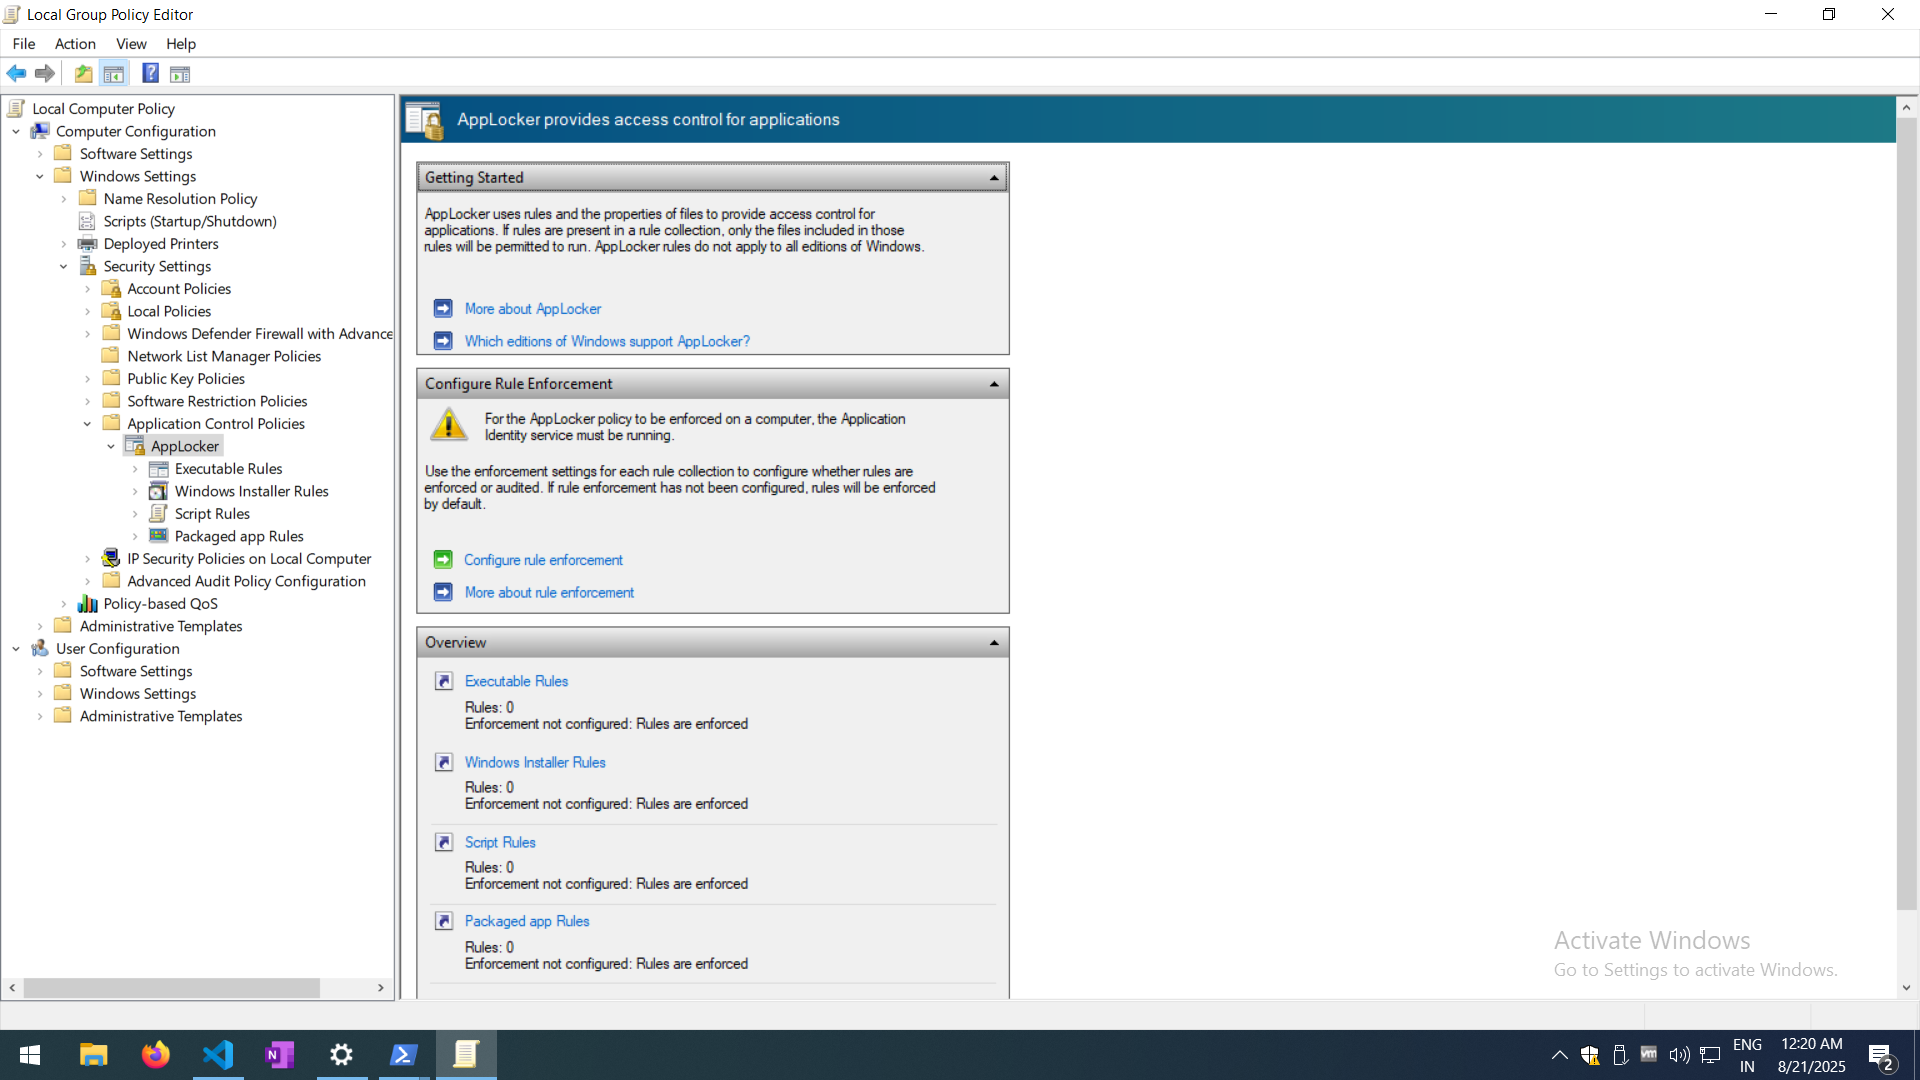 Local Group Policy Editor
File Action View Help
Local Computer Policy
Computer Configuration
Software Settings
Windows Settings
Name Resolution Policy
Scripts (Startup/Shutdown)
Deployed Printers
Security Settings
Account Policies
Local Policies
Windows Defender Firewall with Advance
Network List Manager Policies
Public Key Policies
Software Restriction Policies
Application Control Policies
AppLocker
Executable Rules
Windows Installer Rules
Script Rules
Packaged app Rules
IP Security Policies on Local Computer
Advanced Audit Policy Configuration
Policy-based QoS
Administrative Templates
User Configuration
Software Settings
Windows Settings
Administrative Templates
AppLocker provides access control for applications
Getting Started
AppLocker uses rules and the properties of files to provide access control for
applications. If rules are present in a rule collection, only the files included in those
rules will be permitted to run. AppLocker rules do not apply to all editions of Windows.
More about AppLocker
Which editions of Windows support AppLocker?
Configure Rule Enforcement
For the AppLocker policy to be enforced on a computer, the Application
Identity service must be running.
Use the enforcement settings for each rule collection to configure whether rules are
enforced or audited. If rule enforcement has not been configured, rules will be enforced
by default.
Configure rule enforcement
More about rule enforcement
Overview
Executable Rules
Rules: 0
Enforcement not configured: Rules are enforced
Windows Installer Rules
Rules: 0
Enforcement not configured: Rules are enforced
Script Rules
Rules: 0
Enforcement not configured: Rules are enforced
Packaged app Rules
Rules: 0
Enforcement not configured: Rules are enforced
Activate Windows
Go to Settings to activate Windows.
N
vm
ENG
IN
12:20 AM
8/21/2025
2